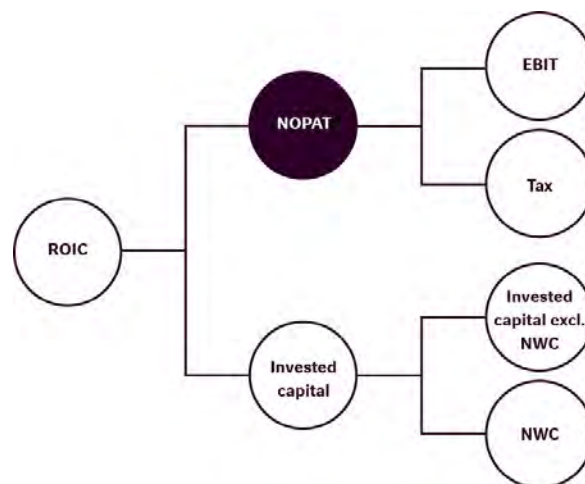 EBIT
NOPAT
Tax
ROIC
Invested
capital excl.
NWC
Invested
capital
NWC